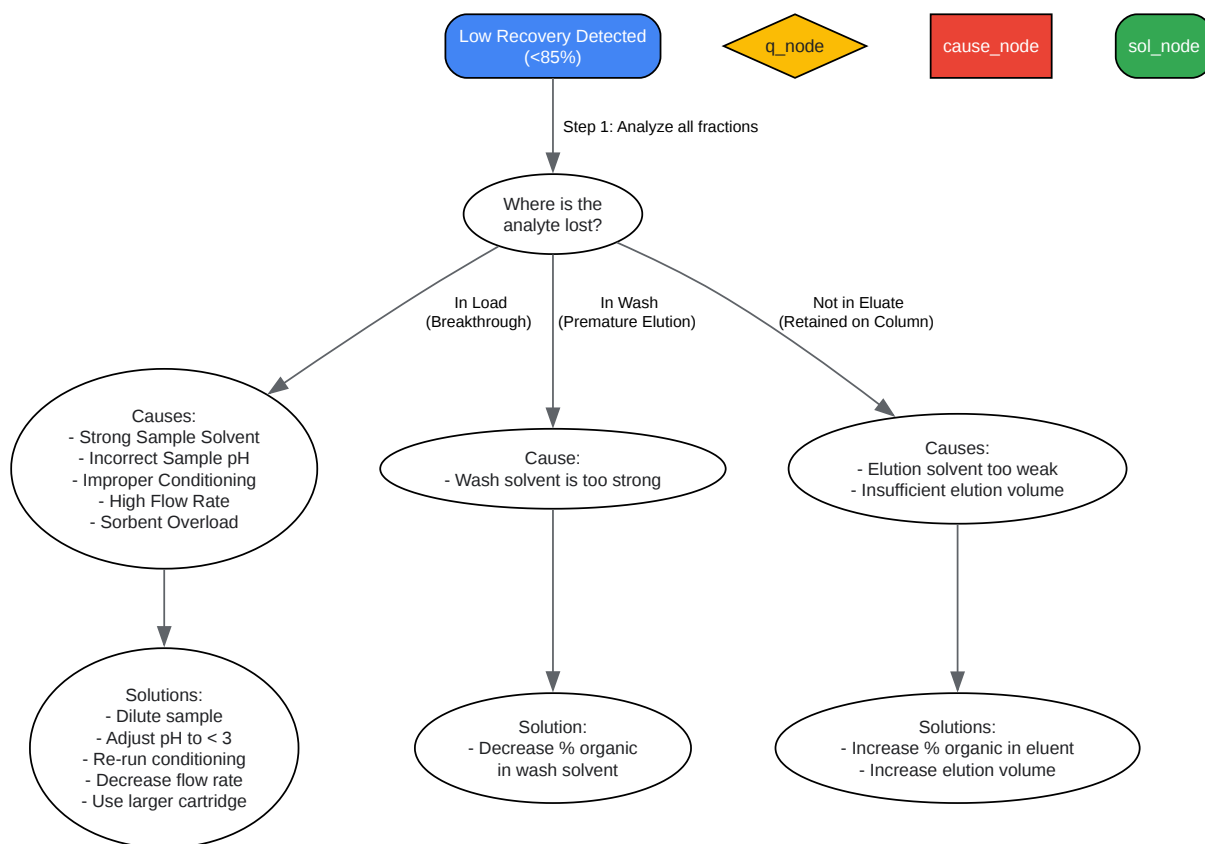 Low Recovery Detected
(<85%)
q_node
cause_node
sol_node
Step 1: Analyze all fractions
Where is the
analyte lost?
In Load
(Breakthrough)
In Wash
(Premature Elution)
Not in Eluate
(Retained on Column)
Causes:
- Strong Sample Solvent
- Incorrect Sample pH
- Improper Conditioning
- High Flow Rate
- Sorbent Overload
Cause:
- Wash solvent is too strong
Causes:
- Elution solvent too weak
- Insufficient elution volume
Solutions:
- Dilute sample
- Adjust pH to < 3
- Re-run conditioning
- Decrease flow rate
- Use larger cartridge
Solution:
- Decrease % organic
in wash solvent
Solutions:
- Increase % organic in eluent
- Increase elution volume